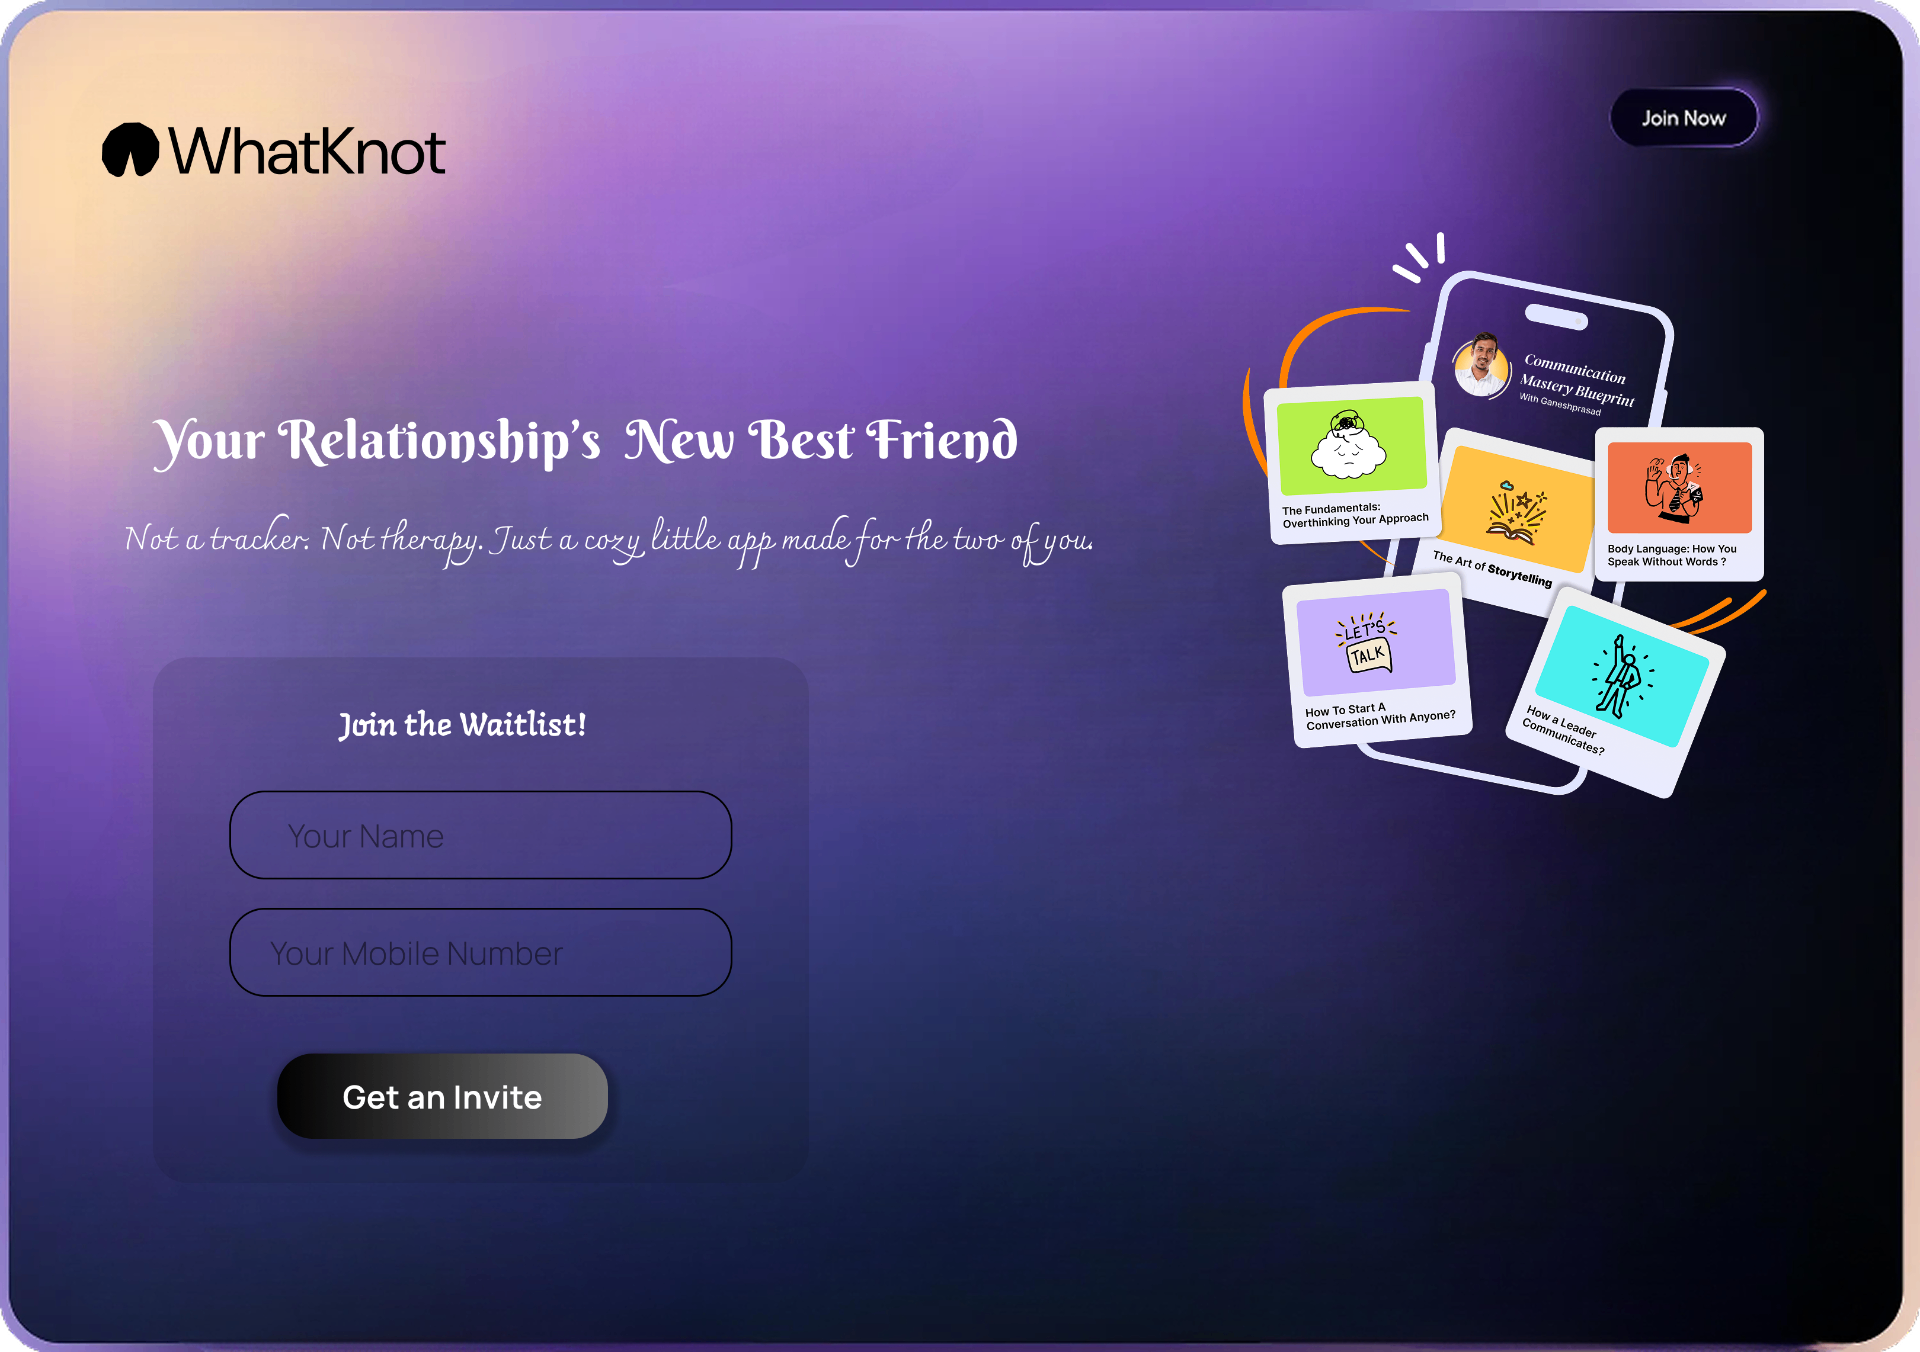 WhatKnot
Join Now
Your Relationship's New Best Friend
Not a tracker. Not therapy. Just a cozy little app made for the two of you.
Join the Waitlist!
Your Name
Your Mobile Number
Get an Invite
Communication
Mastery Blueprint
With Ganeshprasad
The Fundamentals:
Overthinking Your Approach
The Art of Storytelling
Body Language: How You
Speak Without Words ?
LET'S
TALK
How To Start A
Conversation With Anyone?
How a Leader
Communicates?